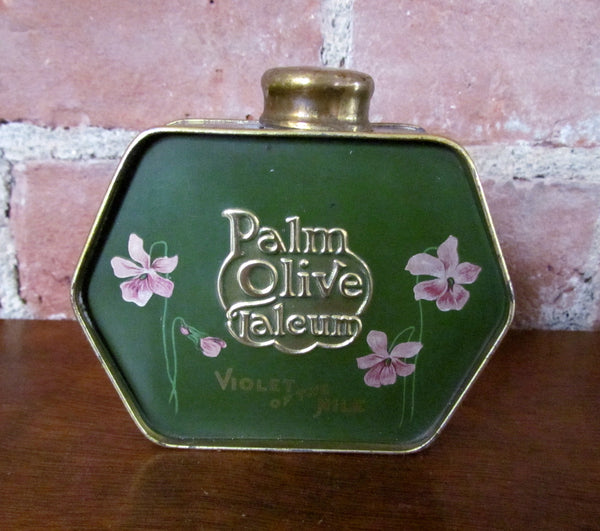 Palm
Olive
Talcum
VIOLET THE
OF NILE